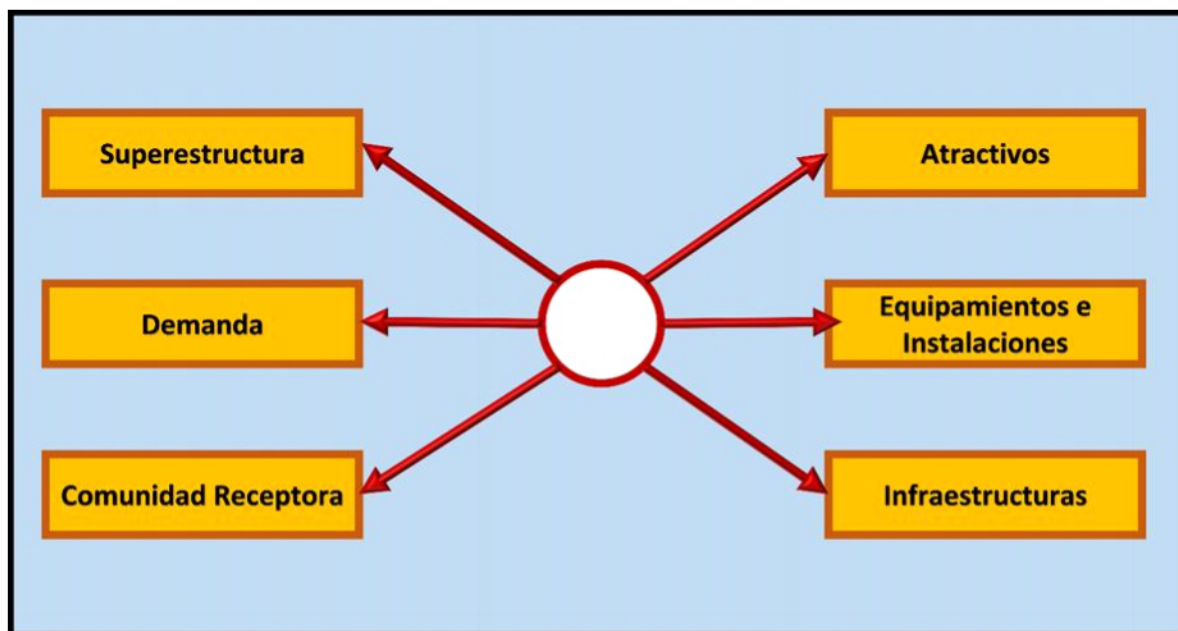 Superestructura
Atractivos
Demanda
Equipamientos e
Instalaciones
Comunidad Receptora
Infraestructuras